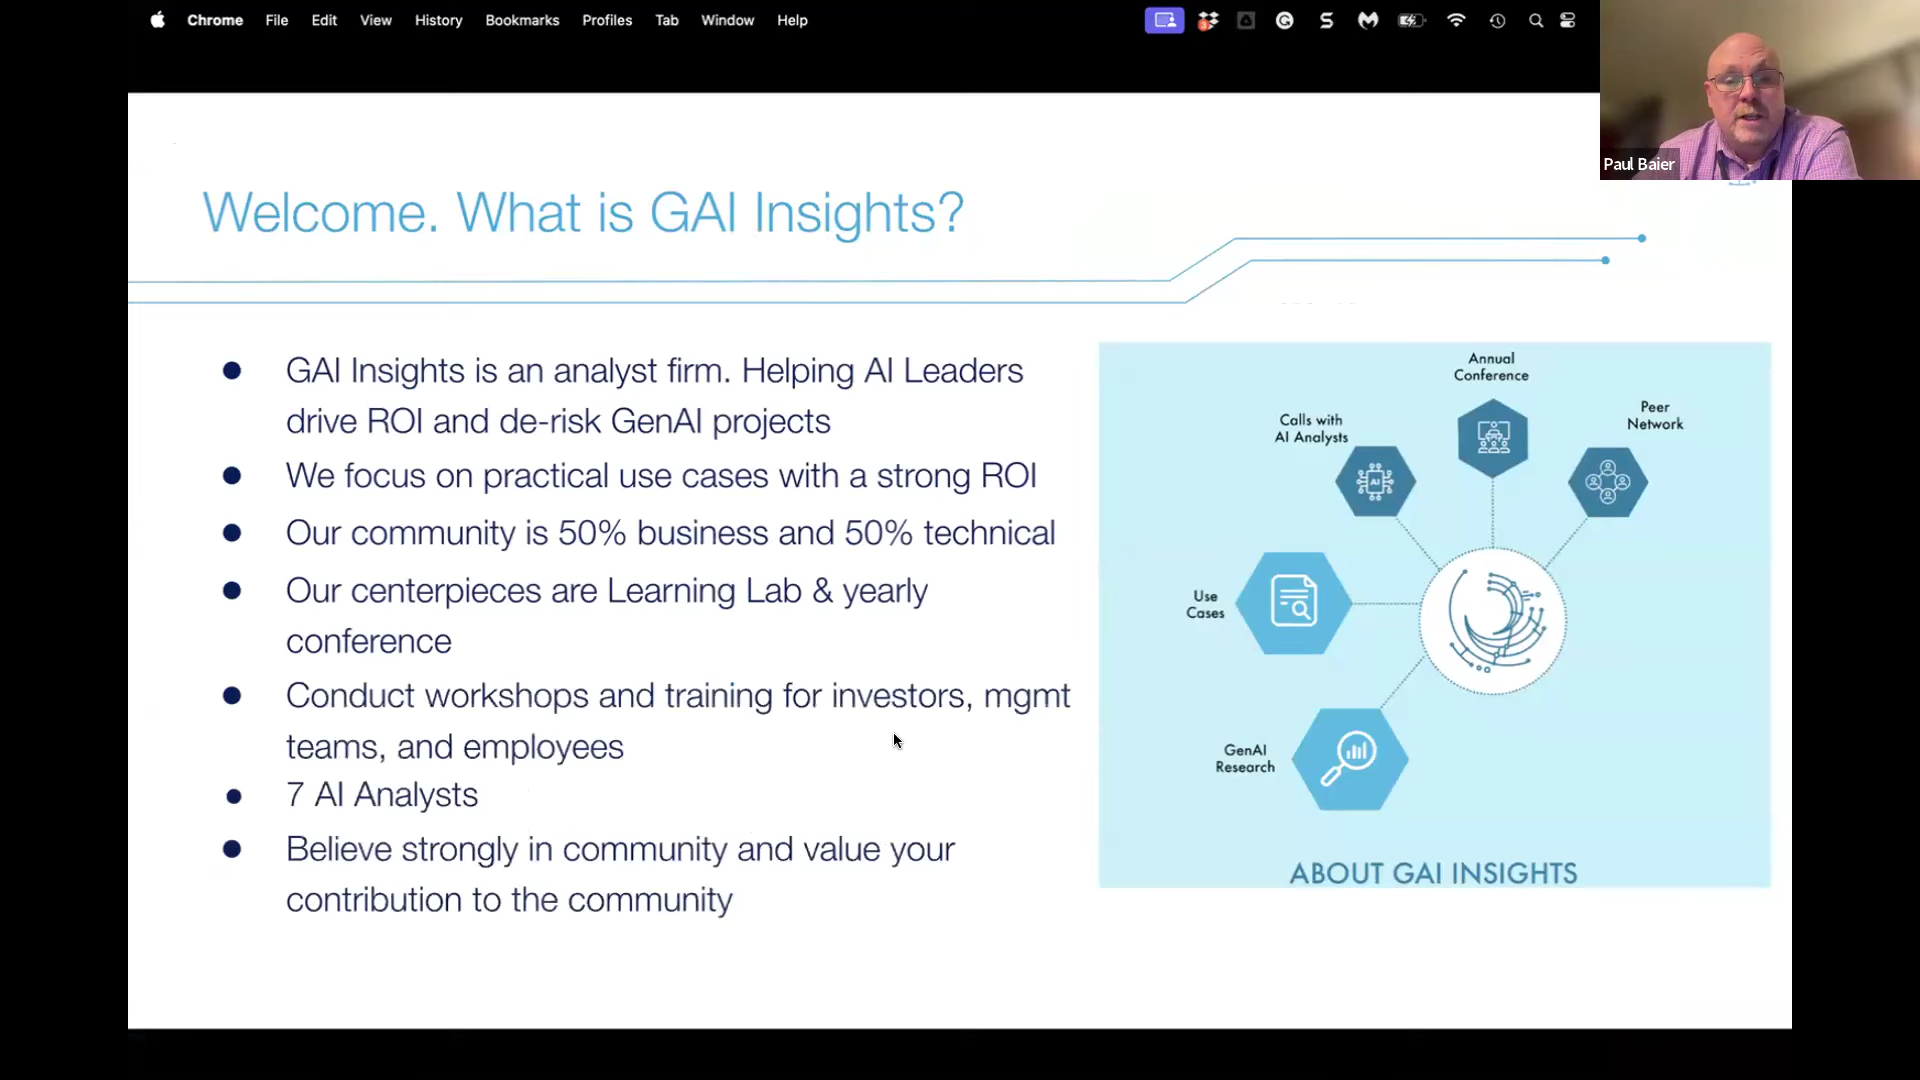 Chrome File Edit View History Bookmarks Profiles Tab Window Help
Paul Baier
Welcome. What is GAI Insights?
GAI Insights is an analyst firm. Helping AI Leaders
drive ROI and de-risk GenAI projects
We focus on practical use cases with a strong ROI
Our community is 50% business and 50% technical
Our centerpieces are Learning Lab & yearly
conference
Conduct workshops and training for investors, mgmt
teams, and employees
7 AI Analysts
Believe strongly in community and value your
contribution to the community
Annual
Conference
Calls with
AI Analysts
Peer
Network
AI
Use
Cases
GenAI
Research
ABOUT GAI INSIGHTS